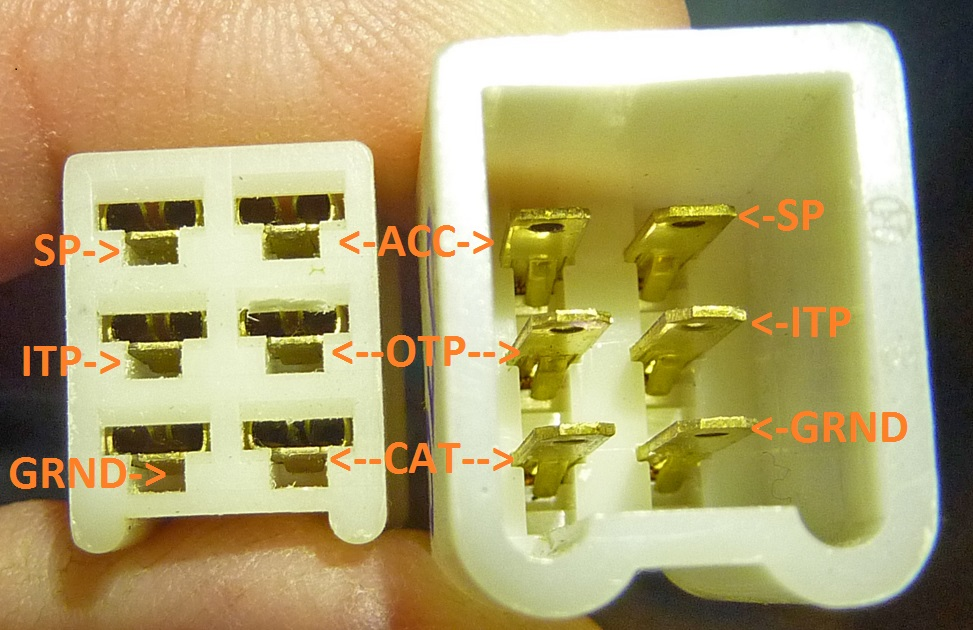 SP-> <-ACC-> <-SP
ITP-> <--OTP--> <-ITP
GRND-> <--CAT--> <-GRND